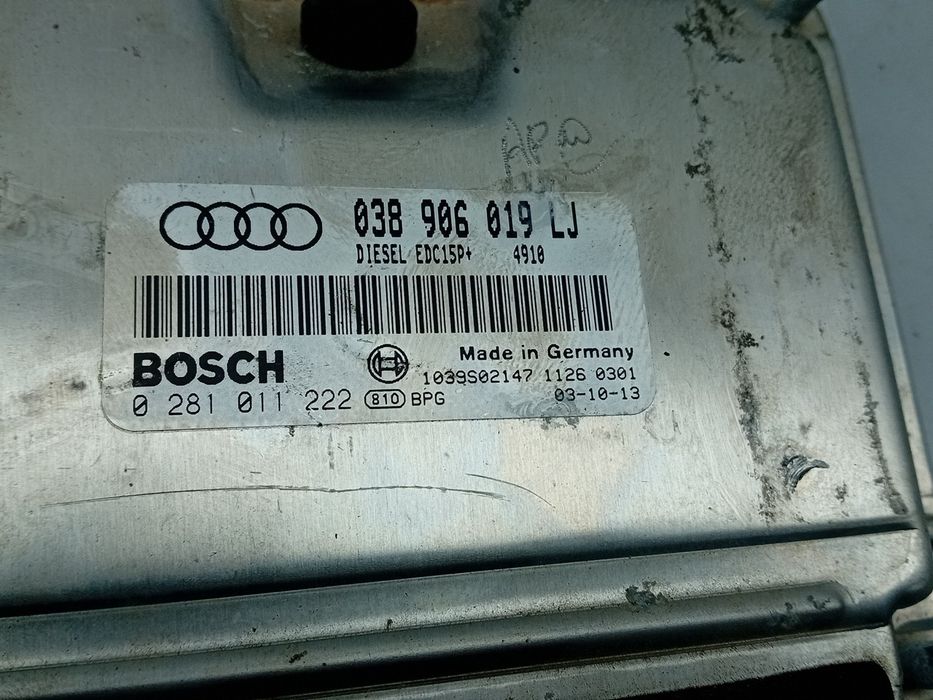 038 906 019 LJ
DIESEL EDC15P+ 4910
BOSCH
Made in Germany
1039S02147 1126 0301
0 281 011 222 810 BPG
03-10-13